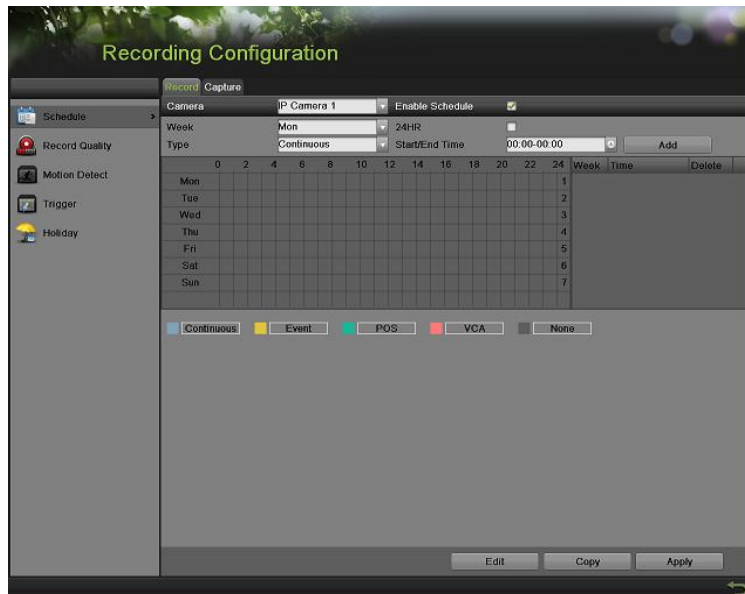 Recording Configuration
Record Capture
Schedule
Record Quality
Motion Detect
Trigger
Holiday
Camera IP Camera 1 Enable Schedule
Week Mon 24HR
Type Continuous Start/End Time 00:00-00:00 Add
0 2 4 6 8 10 12 14 16 18 20 22 24 Week Time Delete
Mon 1
Tue 2
Wed 3
Thu 4
Fri 5
Sat 6
Sun 7
Continuous Event POS VCA None
Edit Copy Apply